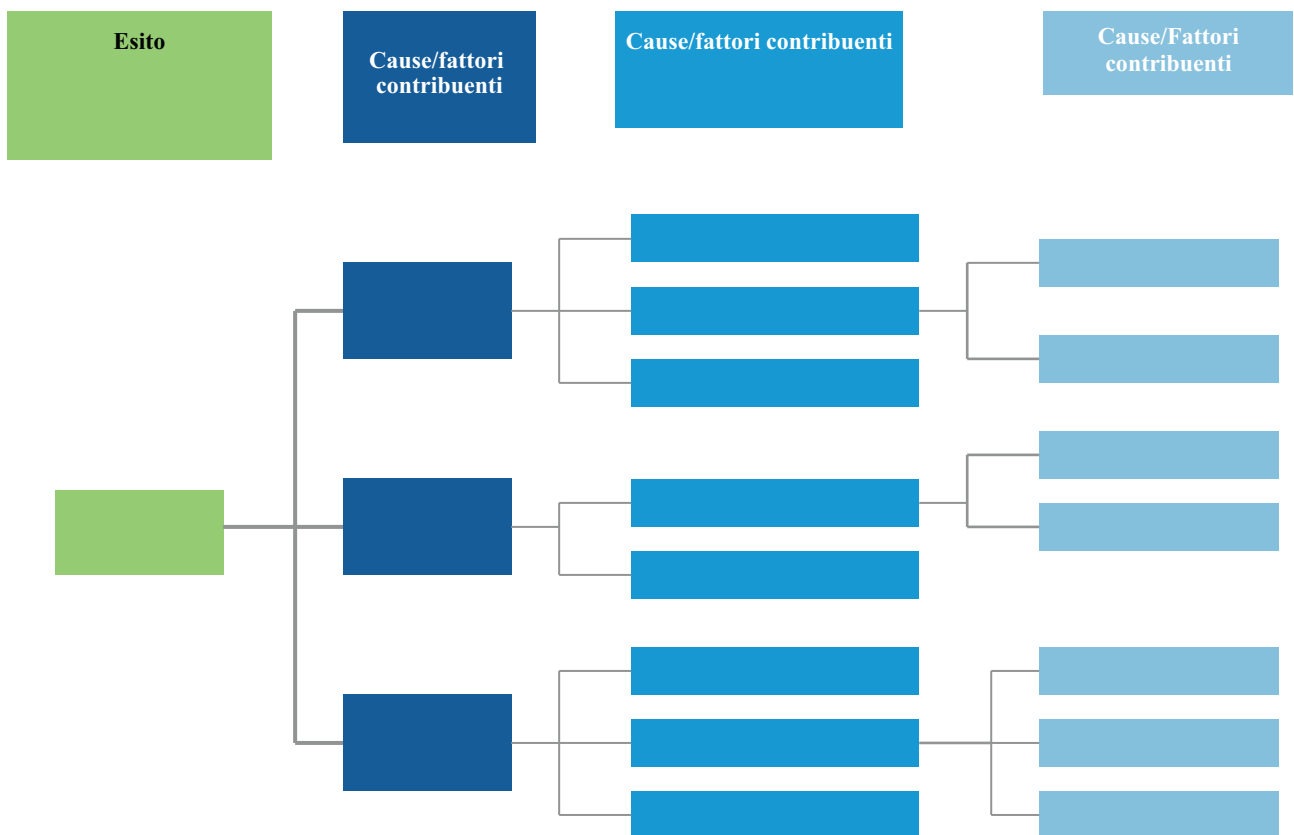 Esito
Cause/fattori
contribuenti
Cause/fattori contribuenti
Cause/Fattori
contribuenti